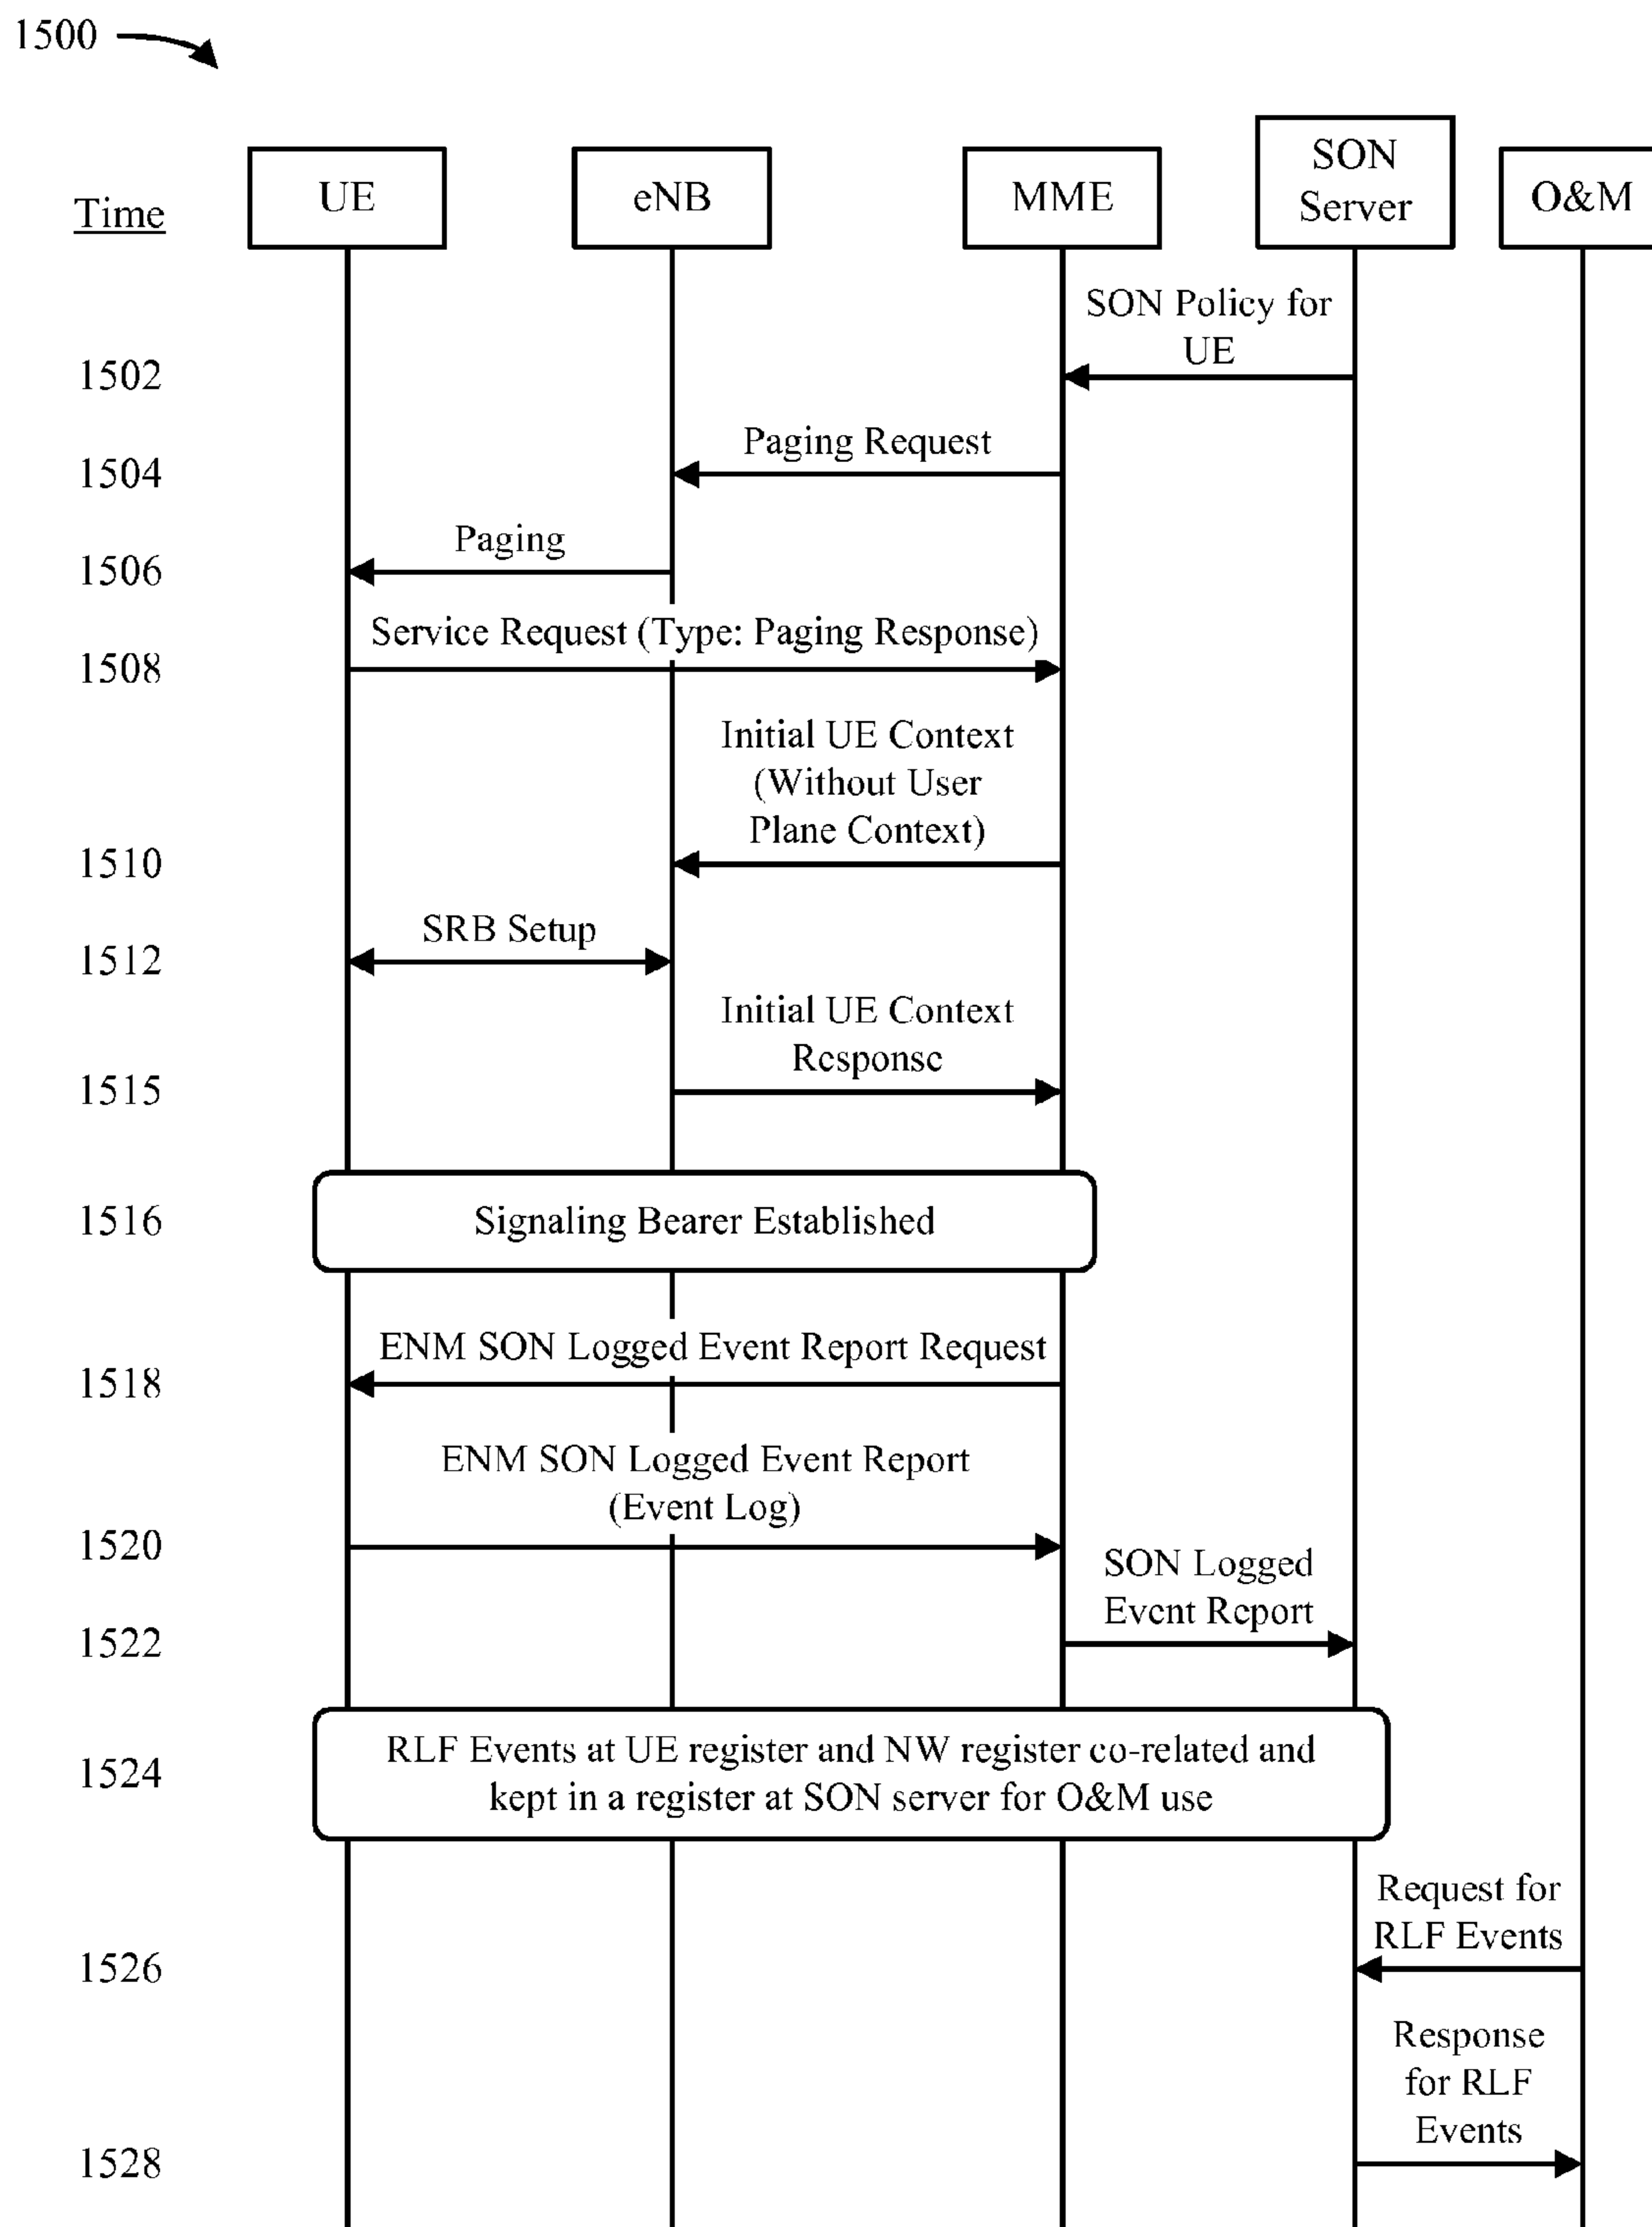 1500
Time
UE
eNB
MME
SON
Server
O&M
SON Policy for
UE
1502
Paging Request
1504
Paging
1506
Service Request (Type: Paging Response)
1508
Initial UE Context
(Without User
Plane Context)
1510
SRB Setup
1512
Initial UE Context
Response
1515
Signaling Bearer Established
1516
ENM SON Logged Event Report Request
1518
ENM SON Logged Event Report
(Event Log)
1520
SON Logged
Event Report
1522
RLF Events at UE register and NW register co-related and
kept in a register at SON server for O&M use
1524
Request for
RLF Events
1526
Response
for RLF
Events
1528